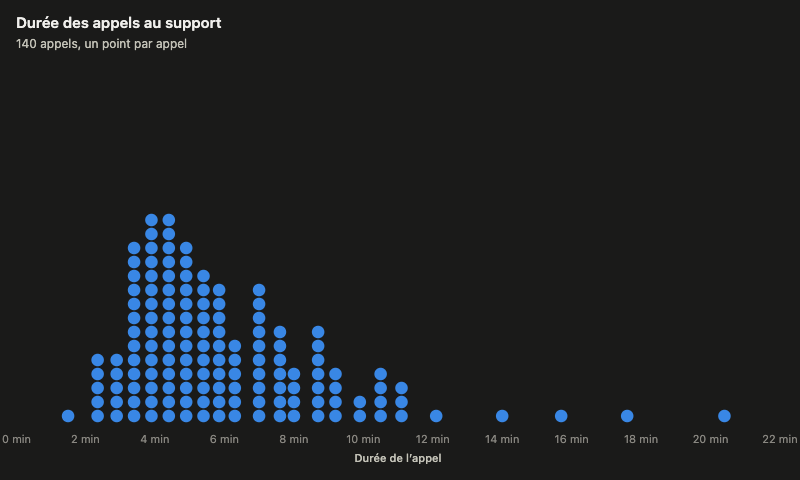 Durée des appels au support
140 appels, un point par appel
0 min 2 min 4 min 6 min 8 min 10 min 12 min 14 min 16 min 18 min 20 min 22 min
Durée de l’appel